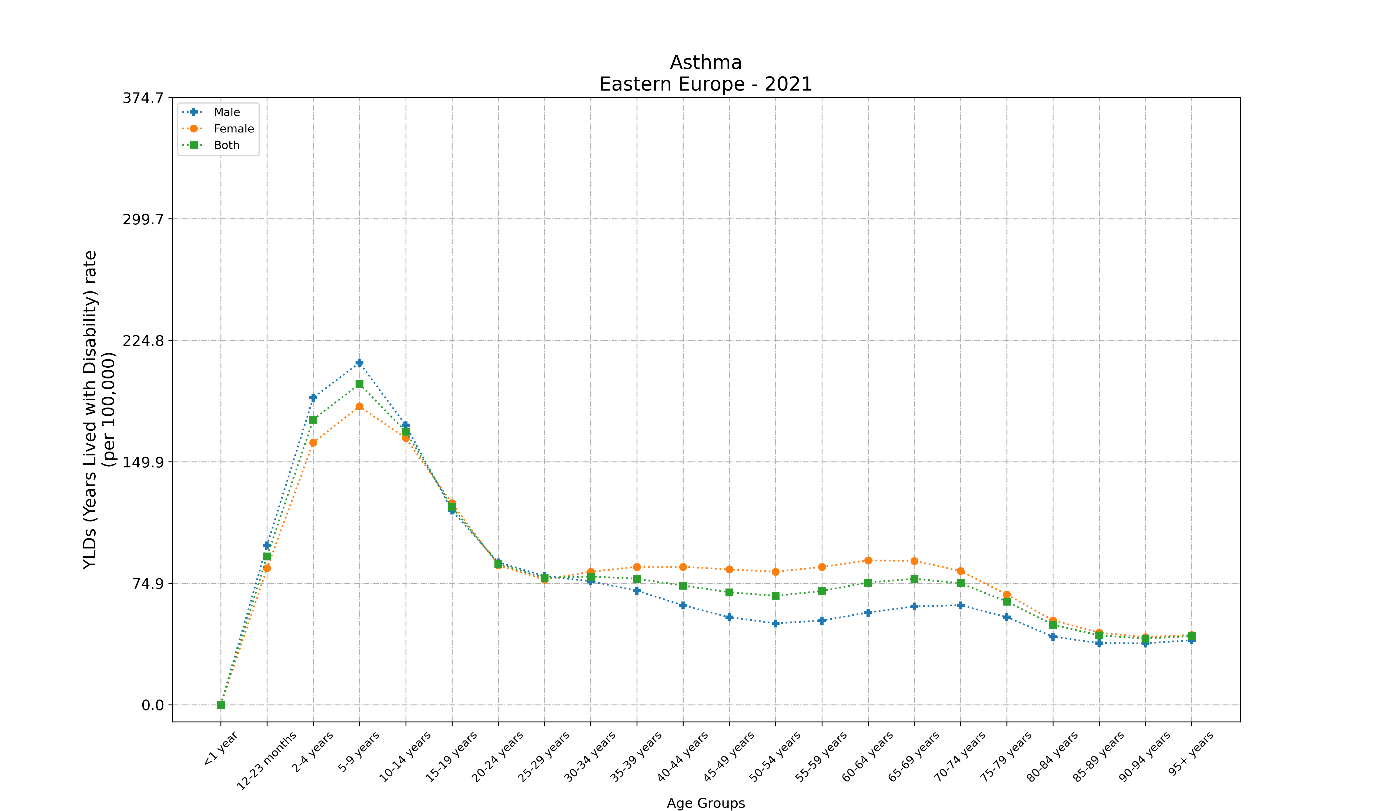 Asthma
Eastern Europe - 2021
374.7
299.7
224.8
149.9
74.9
0.0
YLDs (Years Lived with Disability) rate
(per 100,000)
Male
Female
Both
<1 year
12-23 months
2-4 years
5-9 years
10-14 years
15-19 years
20-24 years
25-29 years
30-34 years
35-39 years
40-44 years
45-49 years
50-54 years
55-59 years
60-64 years
65-69 years
70-74 years
75-79 years
80-84 years
85-89 years
90-94 years
95+ years
Age Groups